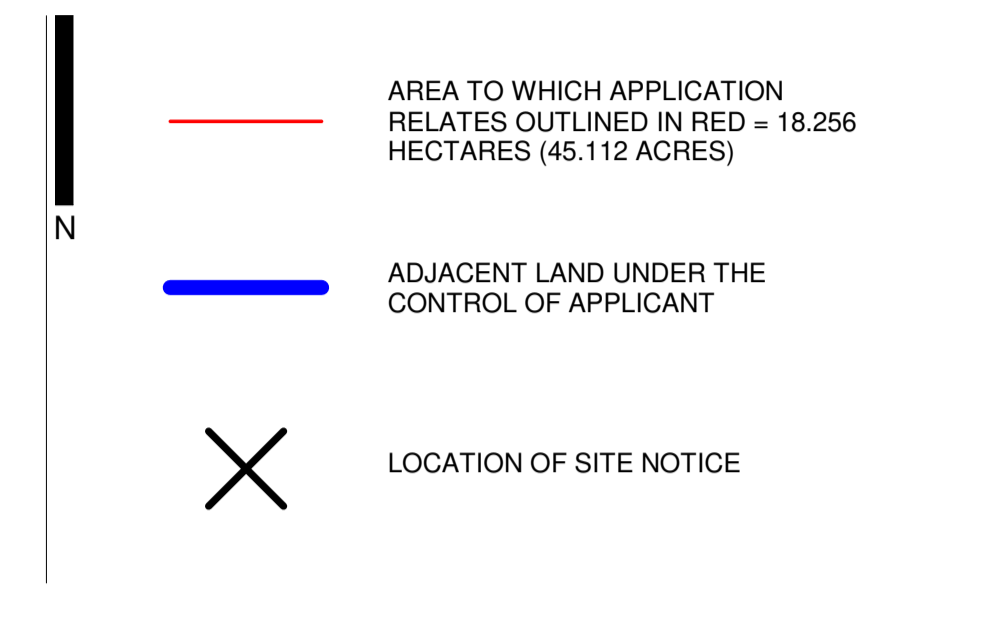 AREA TO WHICH APPLICATION
RELATES OUTLINED IN RED = 18.256
HECTARES (45.112 ACRES)
N
ADJACENT LAND UNDER THE
CONTROL OF APPLICANT
LOCATION OF SITE NOTICE